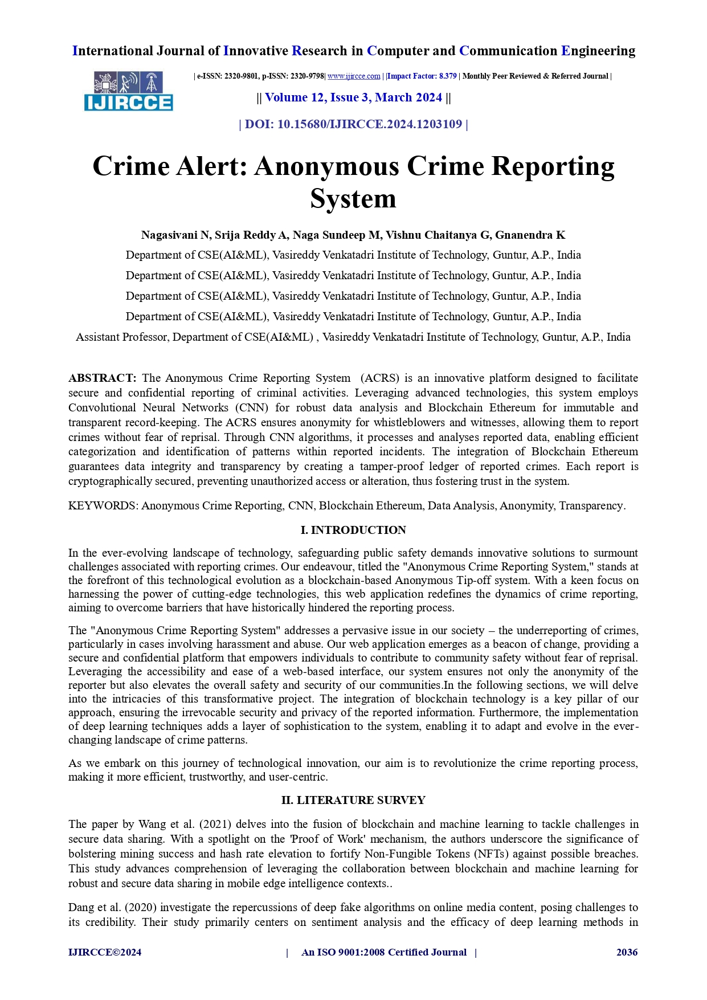 International Journal of Innovative Research in Computer and Communication Engineering
| e-ISSN: 2320-9801, p-ISSN: 2320-9798| www.ijircce.com | |Impact Factor: 8.379 | Monthly Peer Reviewed & Referred Journal |
IJIRCCE
|| Volume 12, Issue 3, March 2024 ||
| DOI: 10.15680/IJIRCCE.2024.1203109 |
Crime Alert: Anonymous Crime Reporting
System
Nagasivani N, Srija Reddy A, Naga Sundeep M, Vishnu Chaitanya G, Gnanendra K
Department of CSE(AI&ML), Vasireddy Venkatadri Institute of Technology, Guntur, A.P., India
Department of CSE(AI&ML), Vasireddy Venkatadri Institute of Technology, Guntur, A.P., India
Department of CSE(AI&ML), Vasireddy Venkatadri Institute of Technology, Guntur, A.P., India
Department of CSE(AI&ML), Vasireddy Venkatadri Institute of Technology, Guntur, A.P., India
Assistant Professor, Department of CSE(AI&ML) , Vasireddy Venkatadri Institute of Technology, Guntur, A.P., India
ABSTRACT: The Anonymous Crime Reporting System (ACRS) is an innovative platform designed to facilitate
secure and confidential reporting of criminal activities. Leveraging advanced technologies, this system employs
Convolutional Neural Networks (CNN) for robust data analysis and Blockchain Ethereum for immutable and
transparent record-keeping. The ACRS ensures anonymity for whistleblowers and witnesses, allowing them to report
crimes without fear of reprisal. Through CNN algorithms, it processes and analyses reported data, enabling efficient
categorization and identification of patterns within reported incidents. The integration of Blockchain Ethereum
guarantees data integrity and transparency by creating a tamper-proof ledger of reported crimes. Each report is
cryptographically secured, preventing unauthorized access or alteration, thus fostering trust in the system.
KEYWORDS: Anonymous Crime Reporting, CNN, Blockchain Ethereum, Data Analysis, Anonymity, Transparency.
I. INTRODUCTION
In the ever-evolving landscape of technology, safeguarding public safety demands innovative solutions to surmount
challenges associated with reporting crimes. Our endeavour, titled the "Anonymous Crime Reporting System," stands at
the forefront of this technological evolution as a blockchain-based Anonymous Tip-off system. With a keen focus on
harnessing the power of cutting-edge technologies, this web application redefines the dynamics of crime reporting,
aiming to overcome barriers that have historically hindered the reporting process.
The "Anonymous Crime Reporting System" addresses a pervasive issue in our society – the underreporting of crimes,
particularly in cases involving harassment and abuse. Our web application emerges as a beacon of change, providing a
secure and confidential platform that empowers individuals to contribute to community safety without fear of reprisal.
Leveraging the accessibility and ease of a web-based interface, our system ensures not only the anonymity of the
reporter but also elevates the overall safety and security of our communities.In the following sections, we will delve
into the intricacies of this transformative project. The integration of blockchain technology is a key pillar of our
approach, ensuring the irrevocable security and privacy of the reported information. Furthermore, the implementation
of deep learning techniques adds a layer of sophistication to the system, enabling it to adapt and evolve in the ever-
changing landscape of crime patterns.
As we embark on this journey of technological innovation, our aim is to revolutionize the crime reporting process,
making it more efficient, trustworthy, and user-centric.
II. LITERATURE SURVEY
The paper by Wang et al. (2021) delves into the fusion of blockchain and machine learning to tackle challenges in
secure data sharing. With a spotlight on the 'Proof of Work' mechanism, the authors underscore the significance of
bolstering mining success and hash rate elevation to fortify Non-Fungible Tokens (NFTs) against possible breaches.
This study advances comprehension of leveraging the collaboration between blockchain and machine learning for
robust and secure data sharing in mobile edge intelligence contexts..
Dang et al. (2020) investigate the repercussions of deep fake algorithms on online media content, posing challenges to
its credibility. Their study primarily centers on sentiment analysis and the efficacy of deep learning methods in
IJIRCCE©2024 | An ISO 9001:2008 Certified Journal | 2036